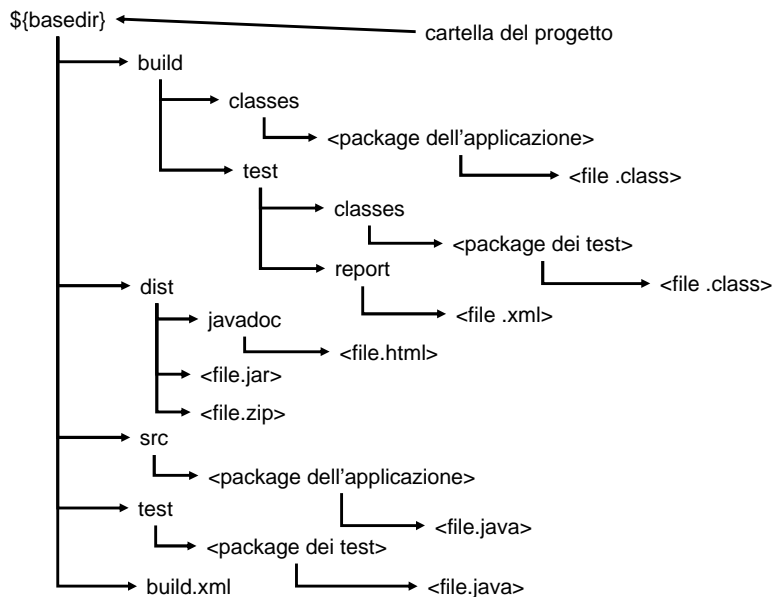 ${basedir}
cartella del progetto
build
classes
<package dell'applicazione>
<file .class>
test
classes
<package dei test>
<file .class>
report
<file .xml>
dist
javadoc
<file.html>
<file.jar>
<file.zip>
src
<package dell'applicazione>
<file.java>
test
<package dei test>
<file.java>
build.xml